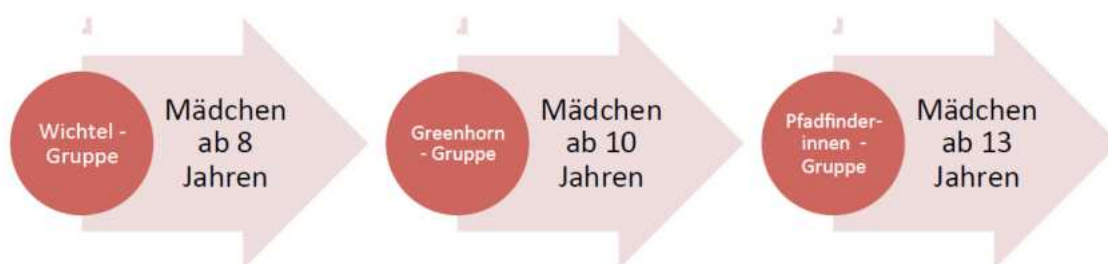 Wichtel -
Gruppe
Mädchen
ab 8
Jahren
Greenhorn
- Gruppe
Mädchen
ab 10
Jahren
Pfadfinder-
innen -
Gruppe
Mädchen
ab 13
Jahren